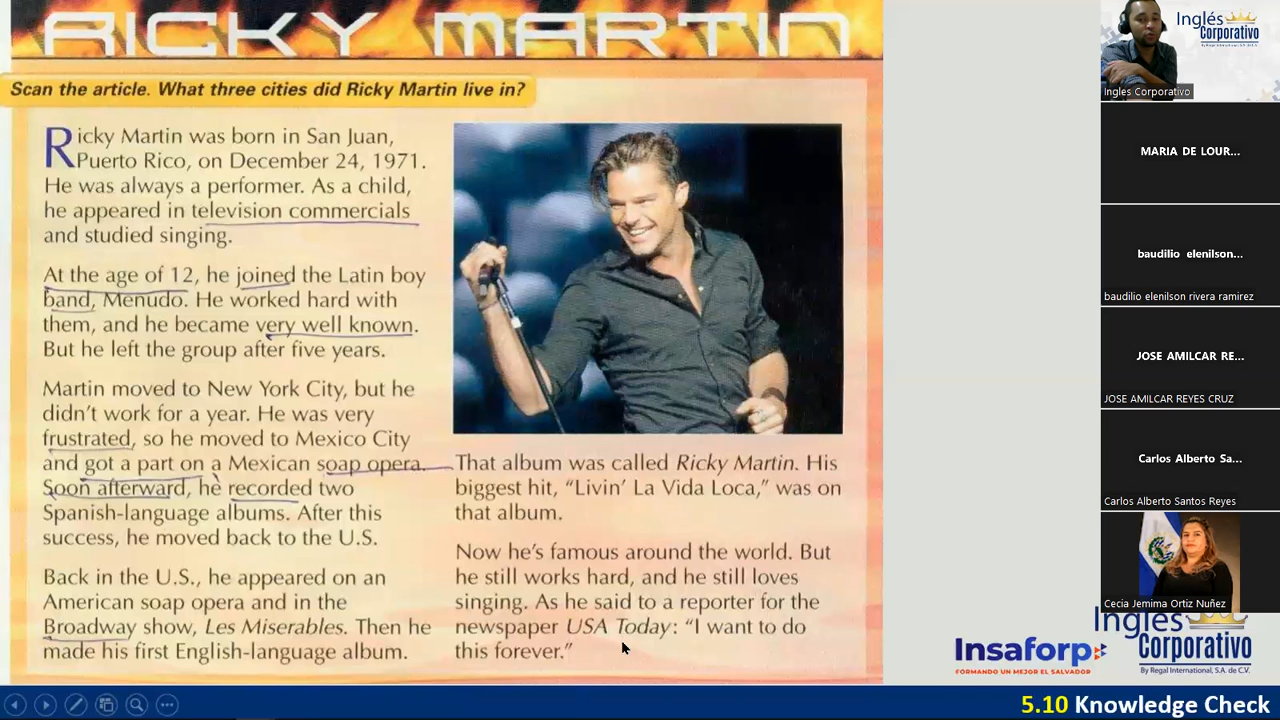 RICKY MARTIN
Scan the article. What three cities did Ricky Martin live in?
Ricky Martin was born in San Juan,
Puerto Rico, on December 24, 1971.
He was always a performer. As a child,
he appeared in television commercials
and studied singing.
At the age of 12, he joined the Latin boy
band, Menudo. He worked hard with
them, and he became very well known.
But he left the group after five years.
Martin moved to New York City, but he
didn't work for a year. He was very
frustrated, so he moved to Mexico City
and got a part on a Mexican soap opera.
Soon afterward, he recorded two
Spanish-language albums. After this
success, he moved back to the U.S.
Back in the U.S., he appeared on an
American soap opera and in the
Broadway show, Les Miserables. Then he
made his first English-language album.
That album was called Ricky Martin. His
biggest hit, “Livin’ La Vida Loca,” was on
that album.
Now he's famous around the world. But
he still works hard, and he still loves
singing. As he said to a reporter for the
newspaper USA Today: “I want to do
this forever.”
Inglés
Corporativo
By Regal International, S.A. de C.V.
Ingles Corporativo
MARIA DE LOUR...
baudilio elenilson...
baudilio elenilson rivera ramirez
JOSE AMILCAR RE...
JOSE AMILCAR REYES CRUZ
Carlos Alberto Sa...
Carlos Alberto Santos Reyes
Cecia Jemima Ortiz Nuñez
Insaforp
FORMANDO UN MEJOR EL SALVADOR
Inglés
Corporativo
By Regal International, S.A. de C.V.
5.10 Knowledge Check